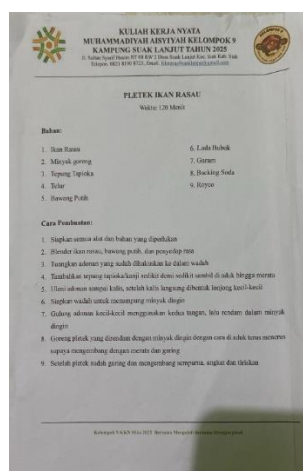 KULIAH KERJA NYATA
MUHAMMADIYAH AISYIYAH KELOMPOK 9
KAMPUNG SUAK LANJUT TAHUN 2025
PLETEK IKAN RASAU
Waktu: 120 Menit
Bahan:
1. Ikan Rasau
2. Minyak goreng
3. Tepung Tapioka
4. Telur
5. Bawang Putih
6. Lada Bubuk
7. Garam
8. Backing Soda
9. Royco
Cara Pembuatan:
1. Siapkan semua alat dan bahan yang diperlukan
2. Blender ikan rasau, bawang putih, dan penyedap rasa
3. Tuangkan adonan yang sudah dihaluskan ke dalam wadah
4. Tambahkan tepung tapioka/kanji sedikit demi sedikit sambil di aduk hingga merata
5. Uleni adonan sampai kalis, setelah kalis langsung dibentuk lonjong kecil-kecil
6. Siapkan wadah untuk menampung minyak dingin
7. Gulung adonan kecil-kecil menggunakan kedua tangan, lalu rendam dalam minyak
dingin
8. Goreng pletek yang direndam dengan minyak dingin dengan cara di aduk terus menerus
supaya mengembang dengan merata dan garing
9. Setelah pletek sudah garing dan mengembang sempurna, angkat dan tiriskan